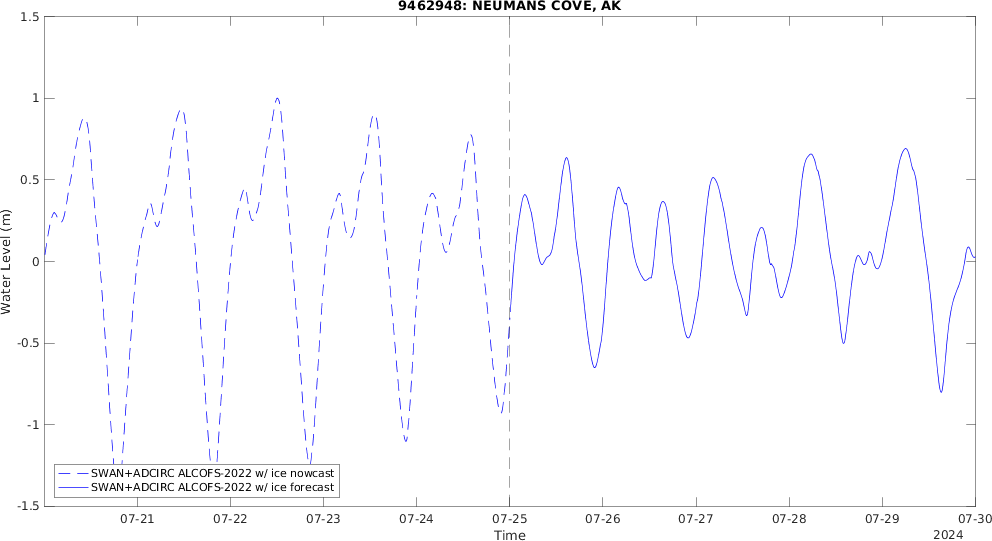 9462948: NEUMANS COVE, AK
1.5
1
0.5
0
-0.5
-1
-1.5
Water Level (m)
SWAN+ADCIRC ALCOFS-2022 w/ ice nowcast
SWAN+ADCIRC ALCOFS-2022 w/ ice forecast
07-21 07-22 07-23 07-24 07-25 07-26 07-27 07-28 07-29 07-30
Time
2024